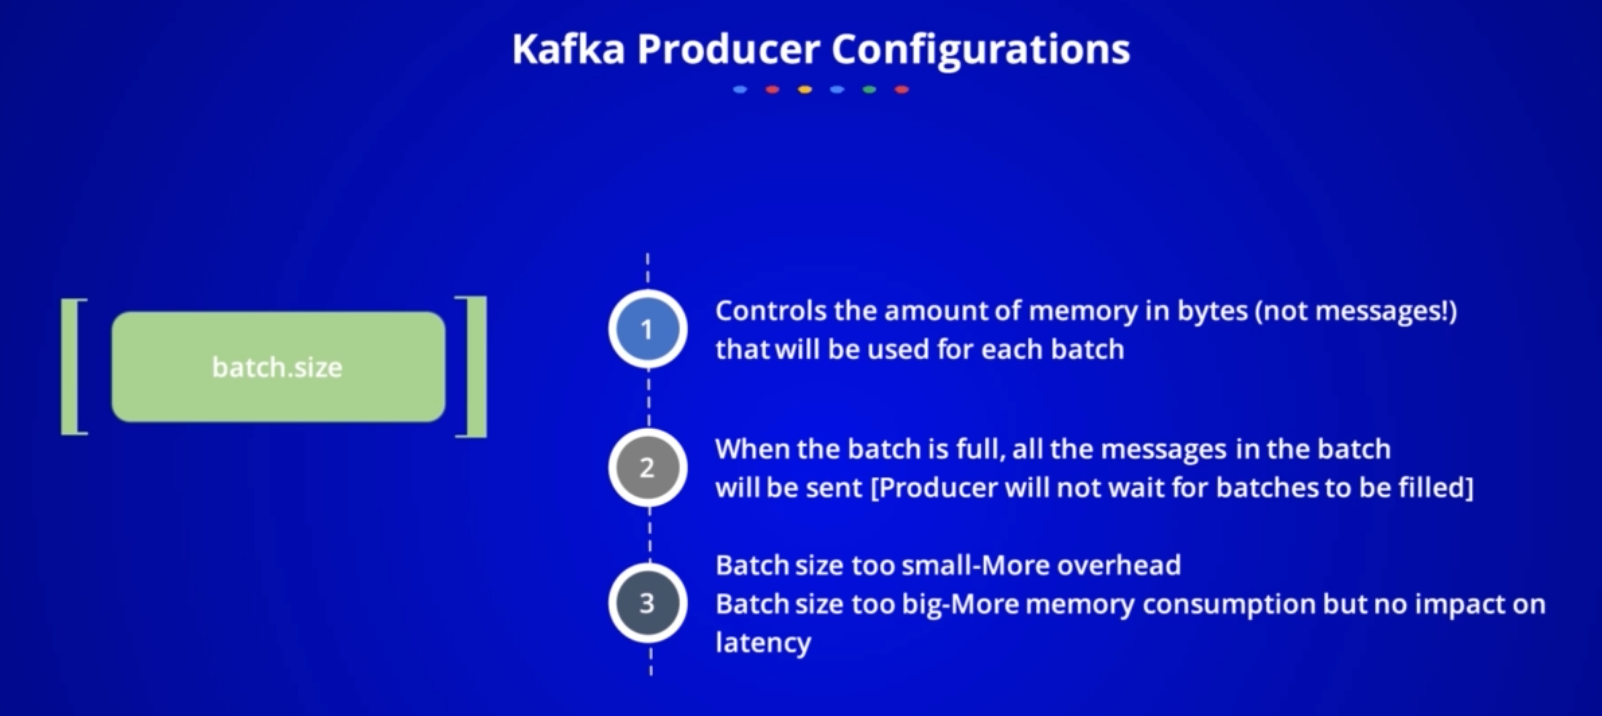 Kafka Producer Configurations
batch.size
1
Controls the amount of memory in bytes (not messages!)
that will be used for each batch
2
When the batch is full, all the messages in the batch
will be sent [Producer will not wait for batches to be filled]
3
Batch size too small-More overhead
Batch size too big-More memory consumption but no impact on
latency